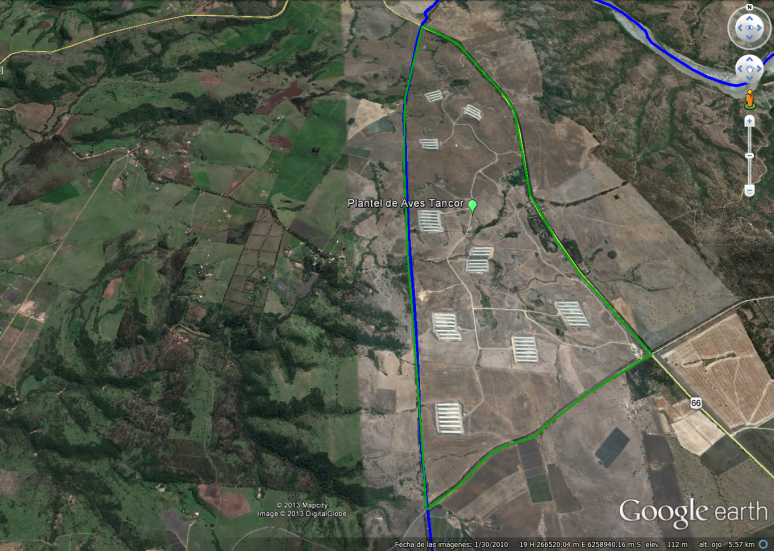 N
Plantel de Aves Tancor
66
© 2013 Mapcity
Image © 2013 DigitalGlobe
Google earth
Fecha de las imágenes: 1/30/2010 19 H 266520.04 m E 6258940.16 m S elev. 112 m alt. ojo 5.57 km